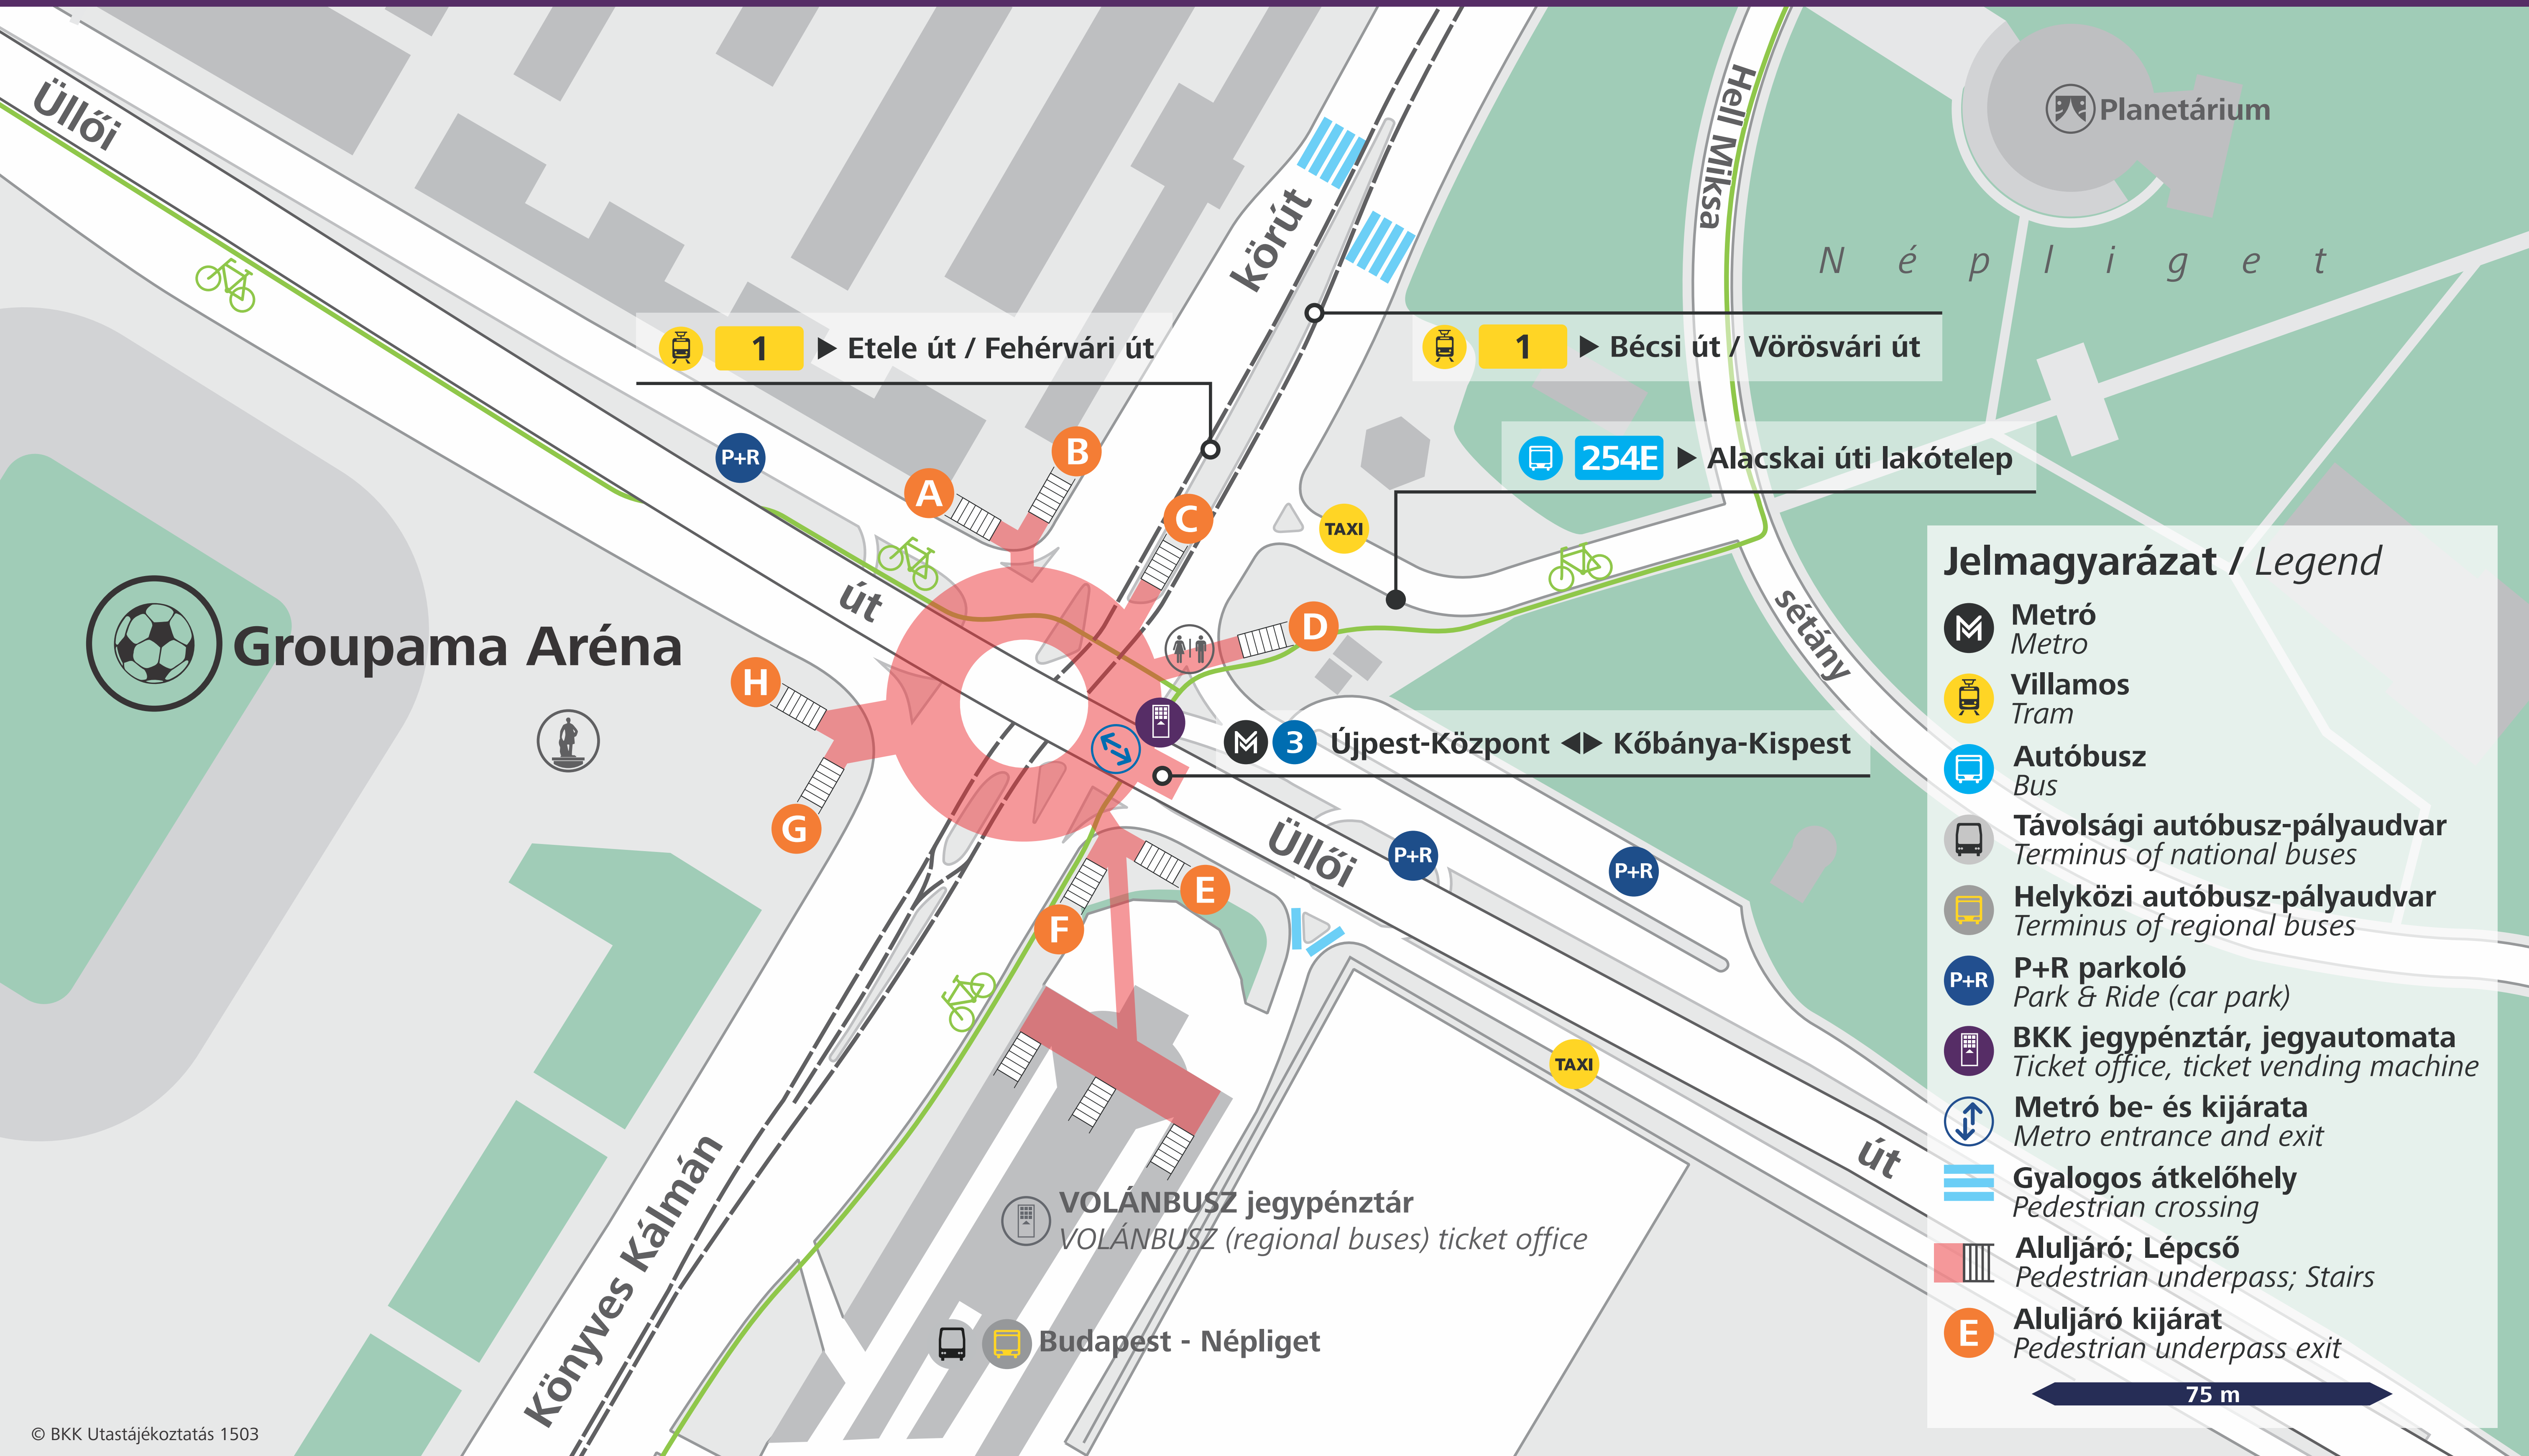 Üllői
út
körút
Hell Miksa
sétány
Planetárium
Népliget
1 Etele út / Fehérvári út
1 Bécsi út / Vörösvári út
254E Alacskai úti lakótelep
P+R
A
B
C
TAXI
D
Groupama Aréna
H
G
M 3 Újpest-Központ Kőbánya-Kispest
Üllői
út
P+R
P+R
E
F
TAXI
Könyves Kálmán
VOLÁNBUSZ jegypénztár
VOLÁNBUSZ (regional buses) ticket office
Budapest - Népliget
© BKK Utastájékoztatás 1503
Jelmagyarázat / Legend
M Metró
Metro
Villamos
Tram
Autóbusz
Bus
Távolsági autóbusz-pályaudvar
Terminus of national buses
Helyközi autóbusz-pályaudvar
Terminus of regional buses
P+R P+R parkoló
Park & Ride (car park)
BKK jegypénztár, jegyautomata
Ticket office, ticket vending machine
Metró be- és kijárata
Metro entrance and exit
Gyalogos átkelőhely
Pedestrian crossing
Aluljáró; Lépcső
Pedestrian underpass; Stairs
E Aluljáró kijárat
Pedestrian underpass exit
75 m